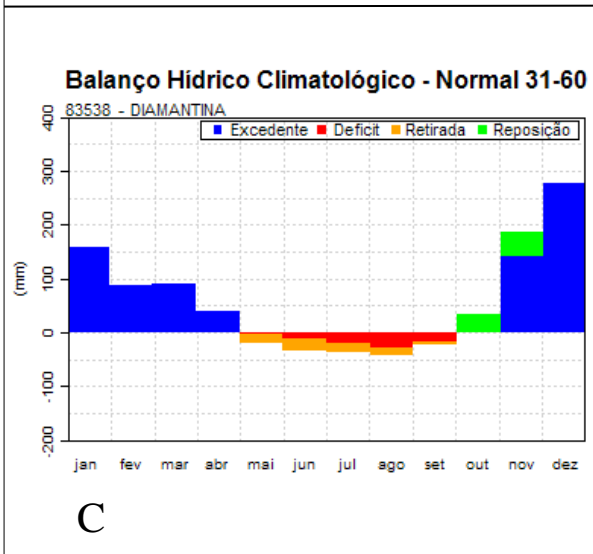 Balanço Hídrico Climatológico - Normal 31-60
83538 - DIAMANTINA
Excedente Deficit Retirada Reposição
400
300
200
100
0
-100
-200
(mm)
jan fev mar abr mai jun jul ago set out nov dez
C